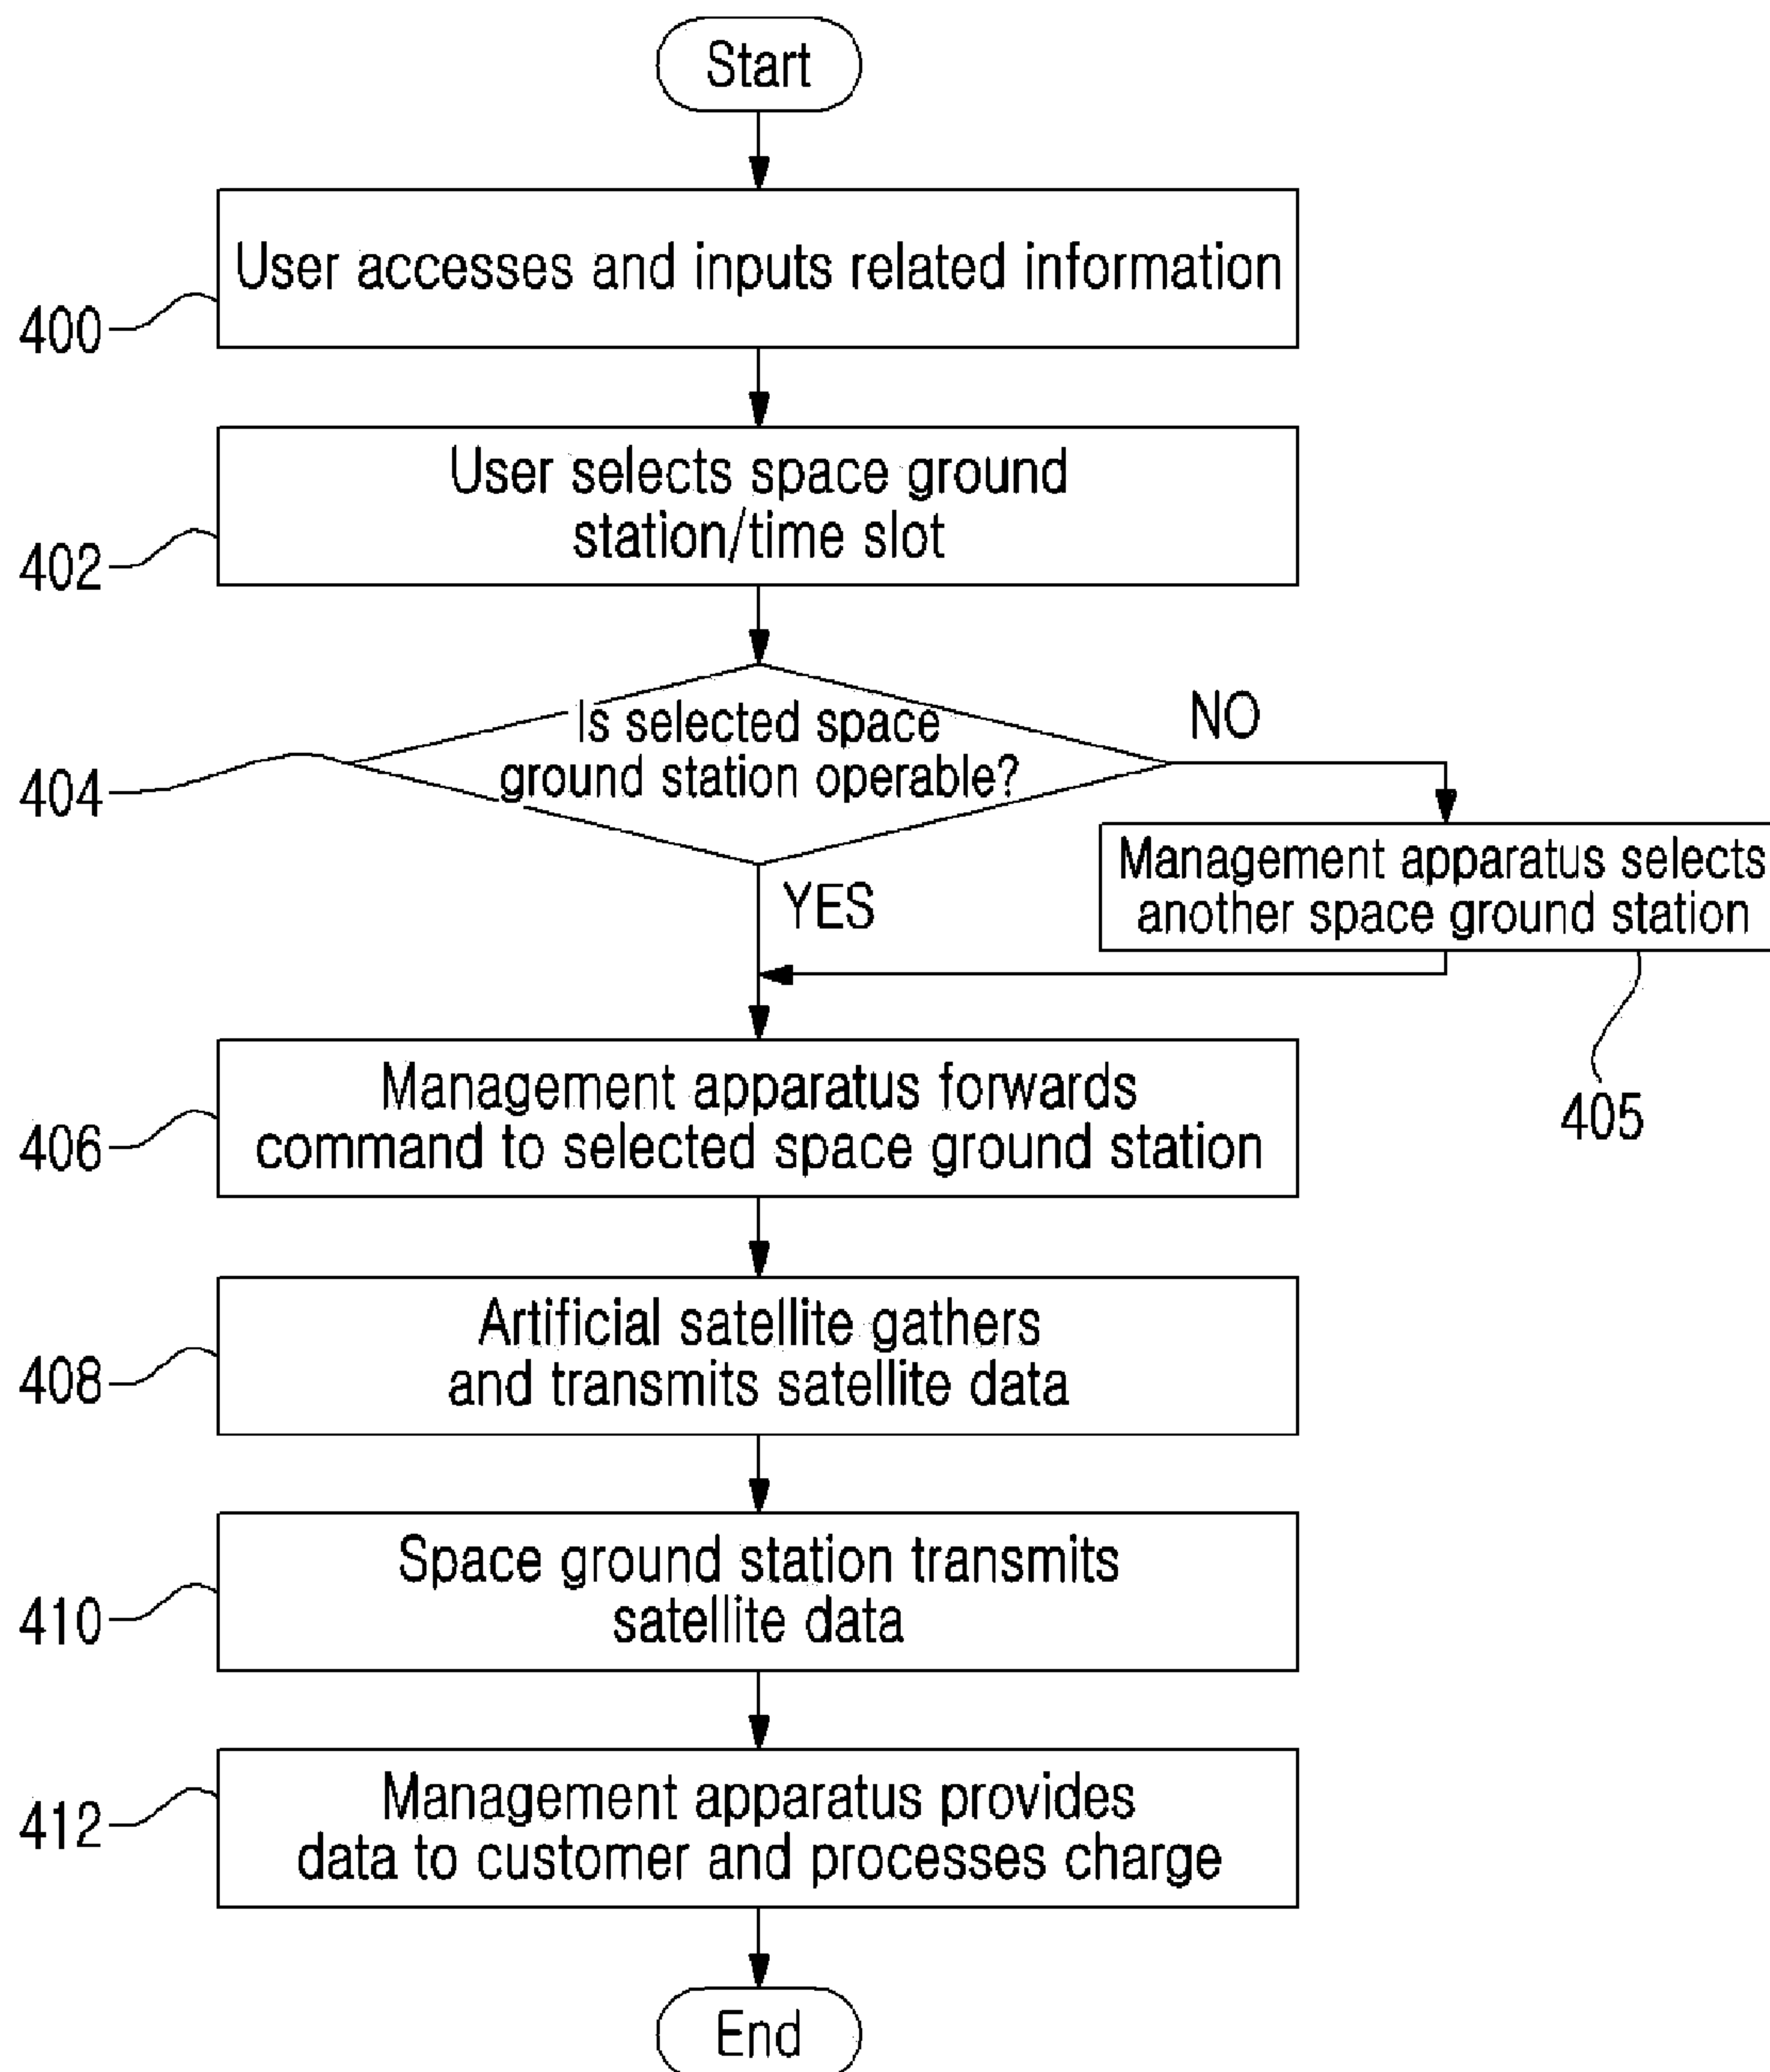 Start
User accesses and inputs related information
400
User selects space ground
station/time slot
402
Is selected space
ground station operable?
404
NO
Management apparatus selects
another space ground station
405
YES
Management apparatus forwards
command to selected space ground station
406
Artificial satellite gathers
and transmits satellite data
408
Space ground station transmits
satellite data
410
Management apparatus provides
data to customer and processes charge
412
End